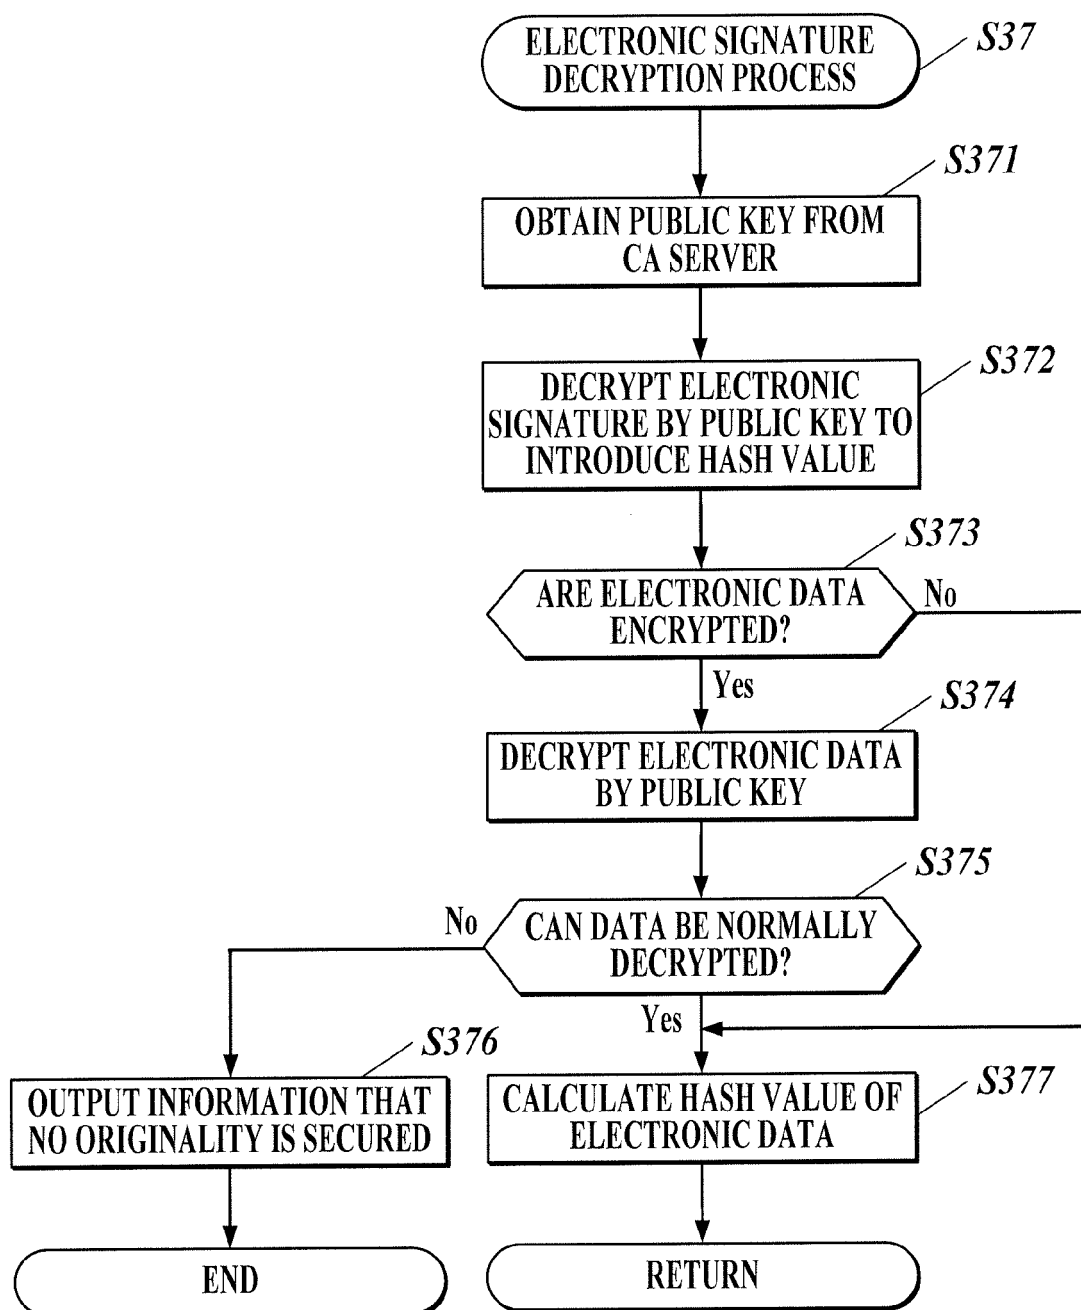 ELECTRONIC SIGNATURE
DECRYPTION PROCESS
S37
S371
OBTAIN PUBLIC KEY FROM
CA SERVER
S372
DECRYPT ELECTRONIC
SIGNATURE BY PUBLIC KEY TO
INTRODUCE HASH VALUE
S373
ARE ELECTRONIC DATA
ENCRYPTED?
No
Yes
S374
DECRYPT ELECTRONIC DATA
BY PUBLIC KEY
S375
No
CAN DATA BE NORMALLY
DECRYPTED?
Yes
S376
OUTPUT INFORMATION THAT
NO ORIGINALITY IS SECURED
S377
CALCULATE HASH VALUE OF
ELECTRONIC DATA
END
RETURN